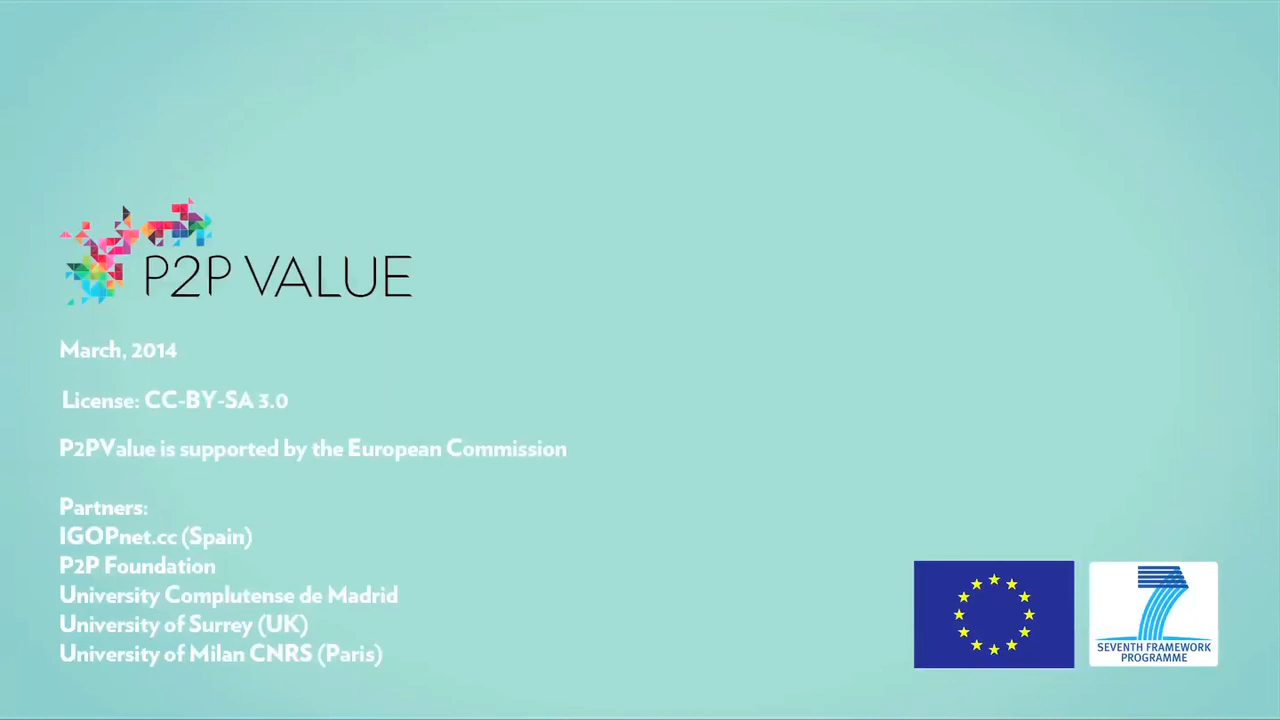 P2P VALUE
March, 2014
License: CC-BY-SA 3.0
P2PValue is supported by the European Commission
Partners:
IGOPnet.cc (Spain)
P2P Foundation
University Complutense de Madrid
University of Surrey (UK)
University of Milan CNRS (Paris)
7
SEVENTH FRAMEWORK
PROGRAMME